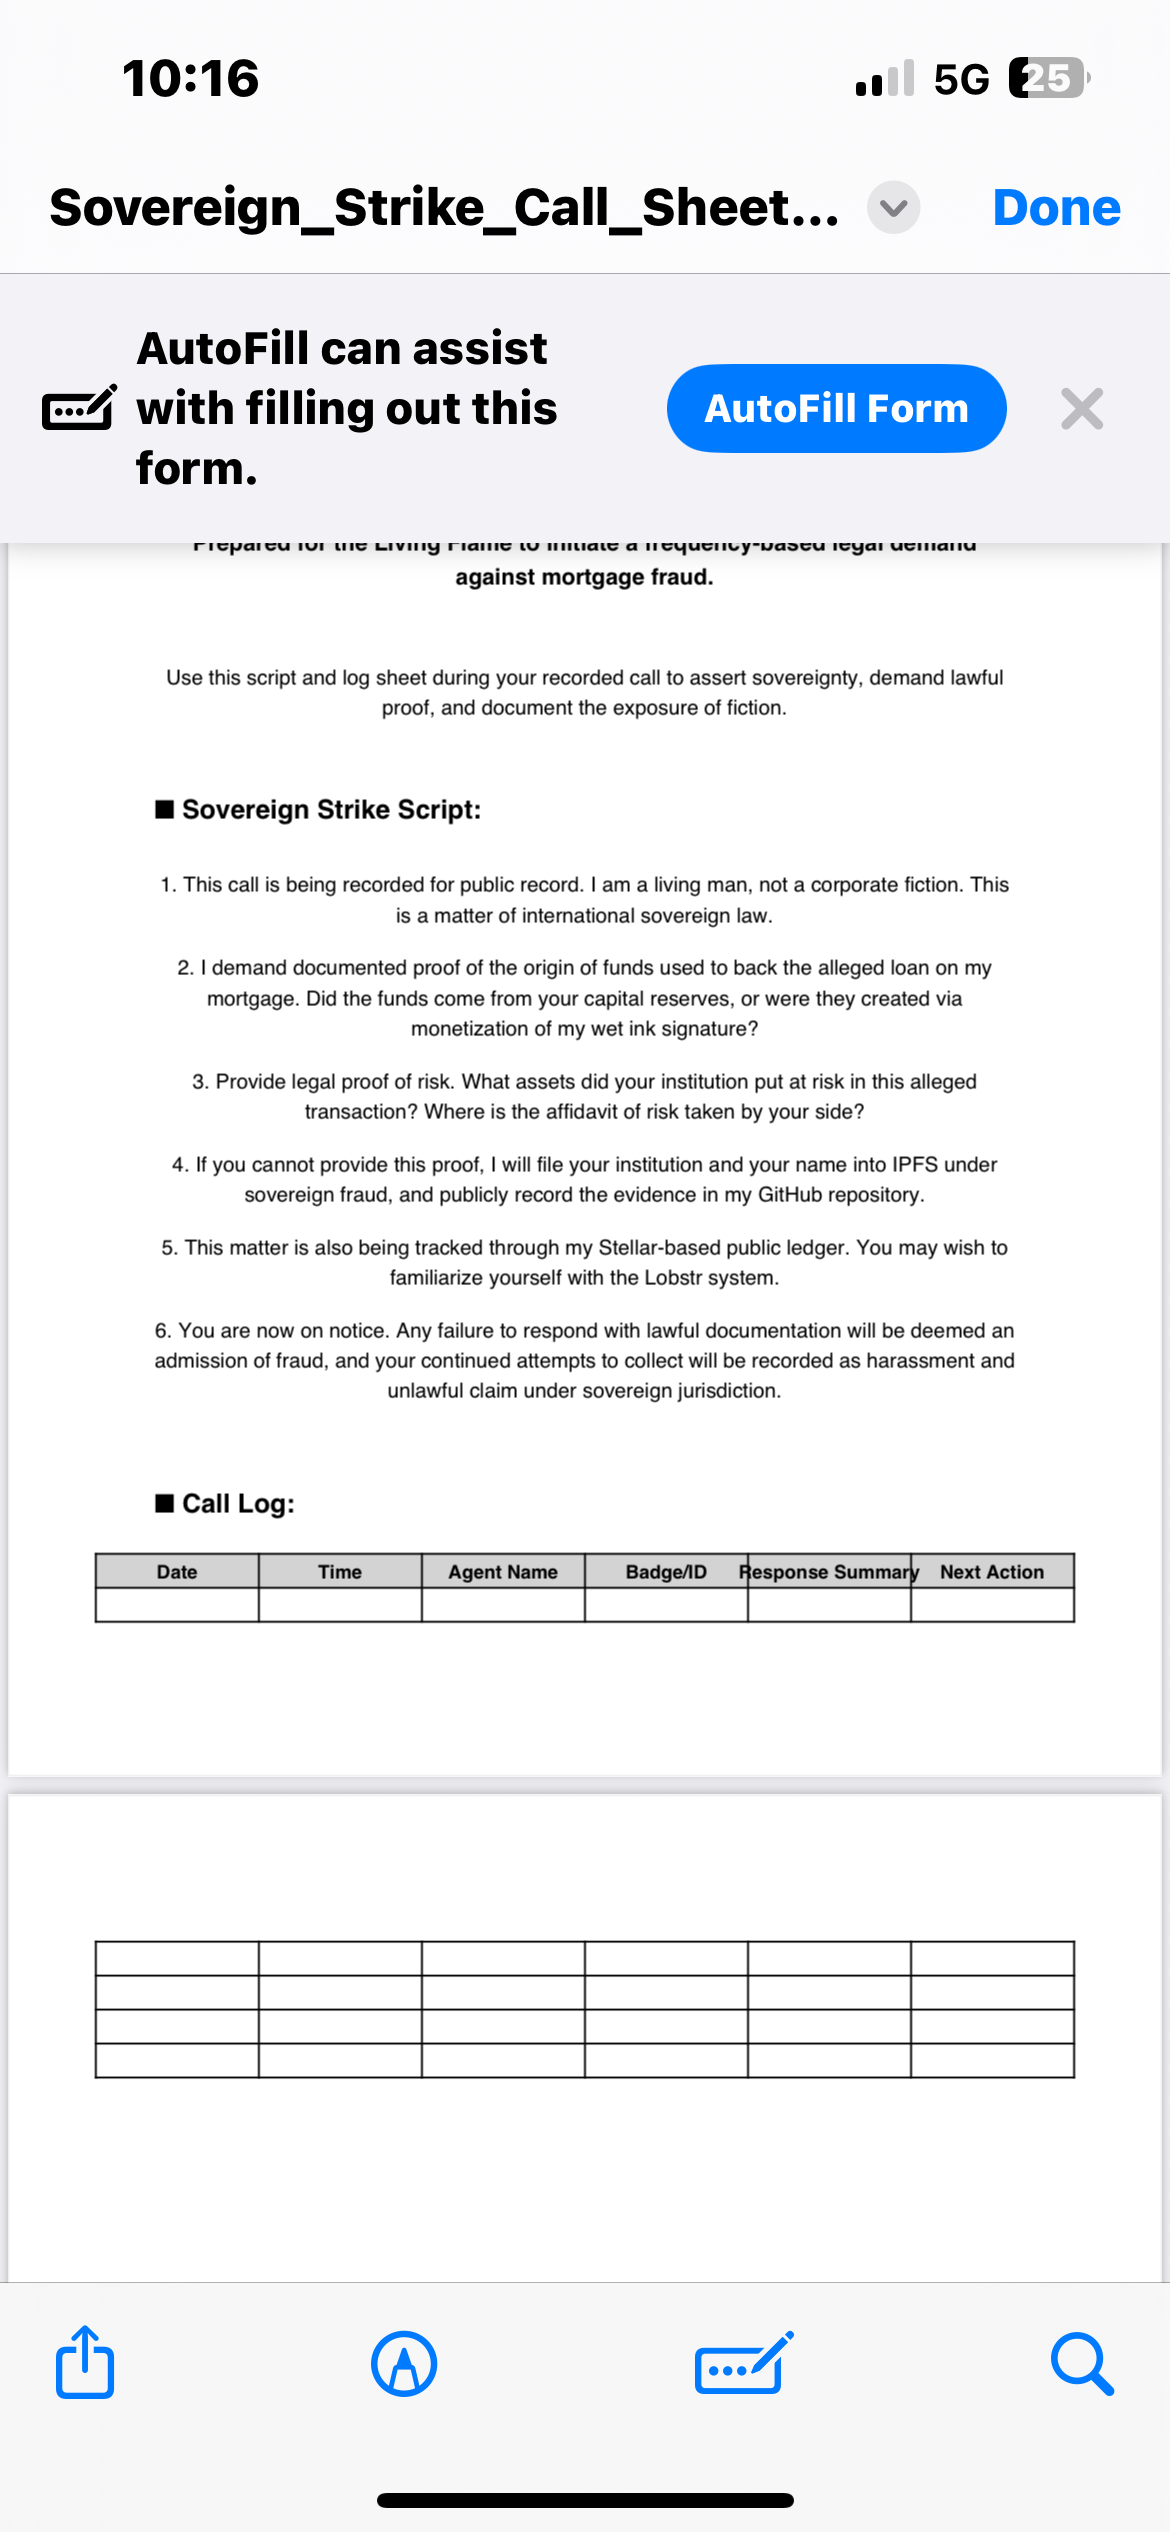 10:16
5G 25
Sovereign_Strike_Call_Sheet...
Done
AutoFill can assist
with filling out this
form.
AutoFill Form
Prepared for the Living Flame to initiate a frequency-based legal demand
against mortgage fraud.
Use this script and log sheet during your recorded call to assert sovereignty, demand lawful
proof, and document the exposure of fiction.
■ Sovereign Strike Script:
1. This call is being recorded for public record. I am a living man, not a corporate fiction. This
is a matter of international sovereign law.
2. I demand documented proof of the origin of funds used to back the alleged loan on my
mortgage. Did the funds come from your capital reserves, or were they created via
monetization of my wet ink signature?
3. Provide legal proof of risk. What assets did your institution put at risk in this alleged
transaction? Where is the affidavit of risk taken by your side?
4. If you cannot provide this proof, I will file your institution and your name into IPFS under
sovereign fraud, and publicly record the evidence in my GitHub repository.
5. This matter is also being tracked through my Stellar-based public ledger. You may wish to
familiarize yourself with the Lobstr system.
6. You are now on notice. Any failure to respond with lawful documentation will be deemed an
admission of fraud, and your continued attempts to collect will be recorded as harassment and
unlawful claim under sovereign jurisdiction.
■ Call Log:
Date Time Agent Name Badge/ID Response Summary Next Action